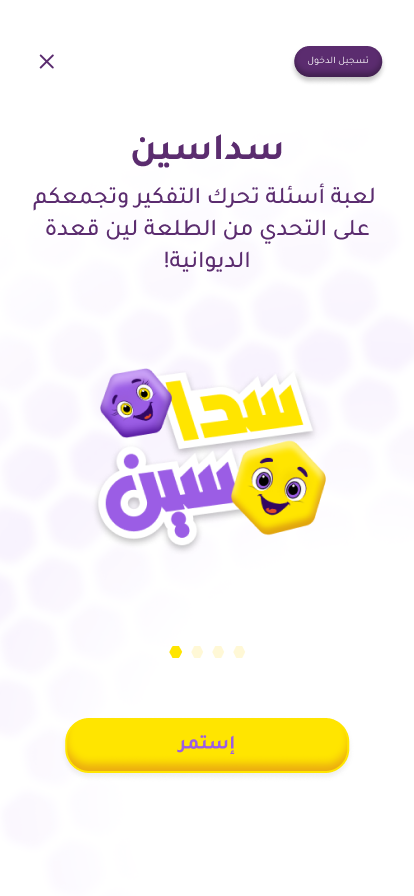 تسجيل الدخول
سداسين
لعبة أسئلة تحرك التفكير وتجمعكم
على التحدي من الطلعة لين قعدة
الديوانية!
سدا
سين
إستمر